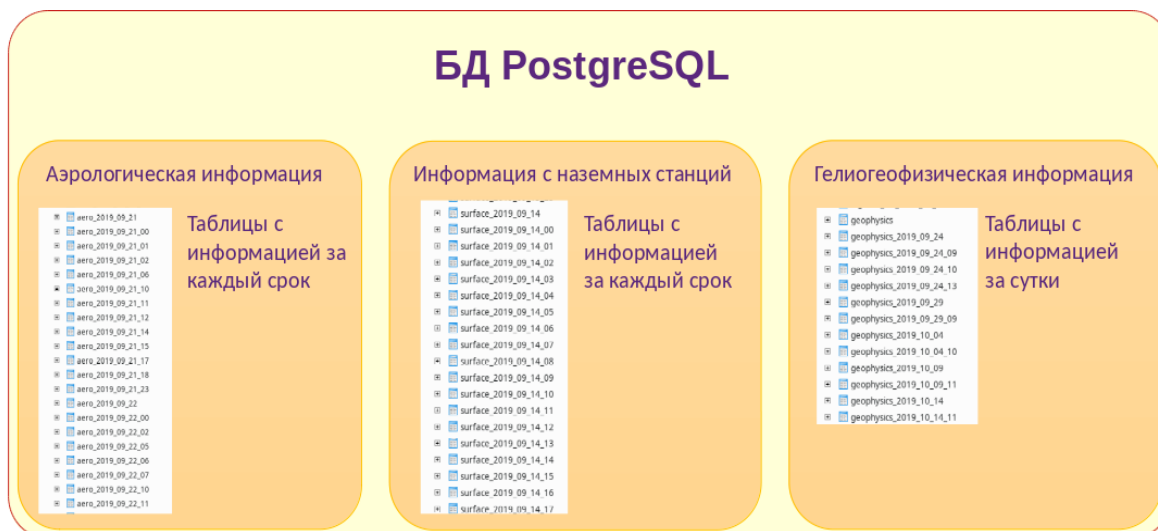 БД PostgreSQL
Аэрологическая информация
aero_2019_09_21
aero_2019_09_21_00
aero_2019_09_21_01
aero_2019_09_21_02
aero_2019_09_21_06
aero_2019_09_21_10
aero_2019_09_21_11
aero_2019_09_21_12
aero_2019_09_21_14
aero_2019_09_21_15
aero_2019_09_21_17
aero_2019_09_21_18
aero_2019_09_21_23
aero_2019_09_22
aero_2019_09_22_00
aero_2019_09_22_02
aero_2019_09_22_05
aero_2019_09_22_06
aero_2019_09_22_07
aero_2019_09_22_10
aero_2019_09_22_11
Таблицы с
информацией за
каждый срок
Информация с наземных станций
surface_2019_09_14
surface_2019_09_14_00
surface_2019_09_14_01
surface_2019_09_14_02
surface_2019_09_14_03
surface_2019_09_14_04
surface_2019_09_14_05
surface_2019_09_14_06
surface_2019_09_14_07
surface_2019_09_14_08
surface_2019_09_14_09
surface_2019_09_14_10
surface_2019_09_14_11
surface_2019_09_14_12
surface_2019_09_14_13
surface_2019_09_14_14
surface_2019_09_14_15
surface_2019_09_14_16
surface_2019_09_14_17
Таблицы с
информацией
за каждый срок
Гелиогеофизическая информация
geophysics
geophysics_2019_09_24
geophysics_2019_09_24_09
geophysics_2019_09_24_10
geophysics_2019_09_24_13
geophysics_2019_09_29
geophysics_2019_09_29_09
geophysics_2019_10_04
geophysics_2019_10_04_10
geophysics_2019_10_09
geophysics_2019_10_09_11
geophysics_2019_10_14
geophysics_2019_10_14_11
Таблицы с
информацией
за сутки